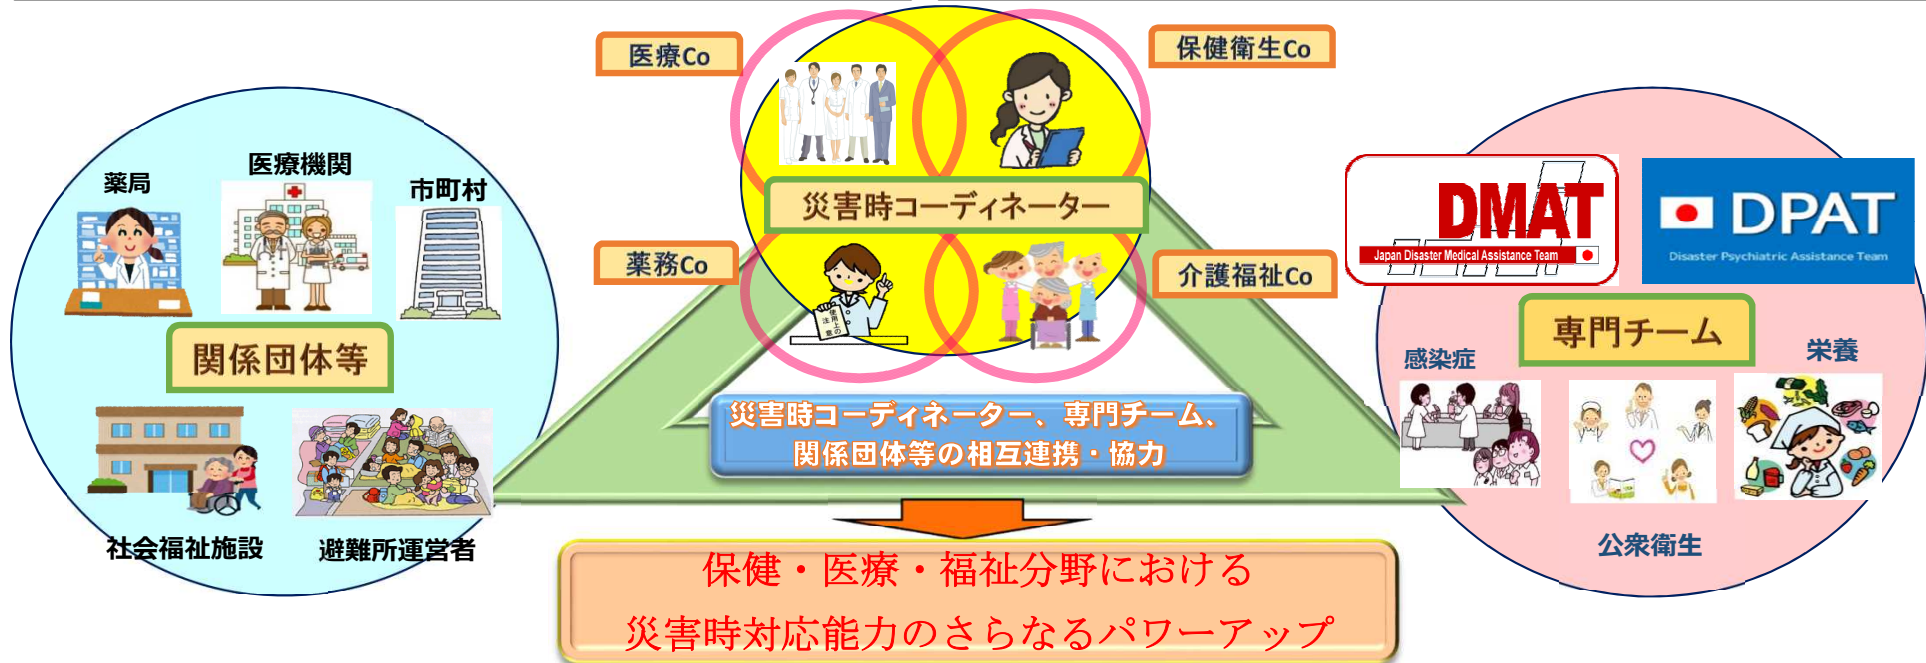 医療Co
保健衛生Co
災害時コーディネーター
薬務Co
介護福祉Co
使用上の
注意
薬局
医療機関
市町村
関係団体等
社会福祉施設
避難所運営者
DMAT
Japan Disaster Medical Assistance Team
DPAT
Disaster Psychiatric Assistance Team
専門チーム
感染症
栄養
公衆衛生
災害時コーディネーター、専門チーム、
関係団体等の相互連携・協力
保健・医療・福祉分野における
災害時対応能力のさらなるパワーアップ